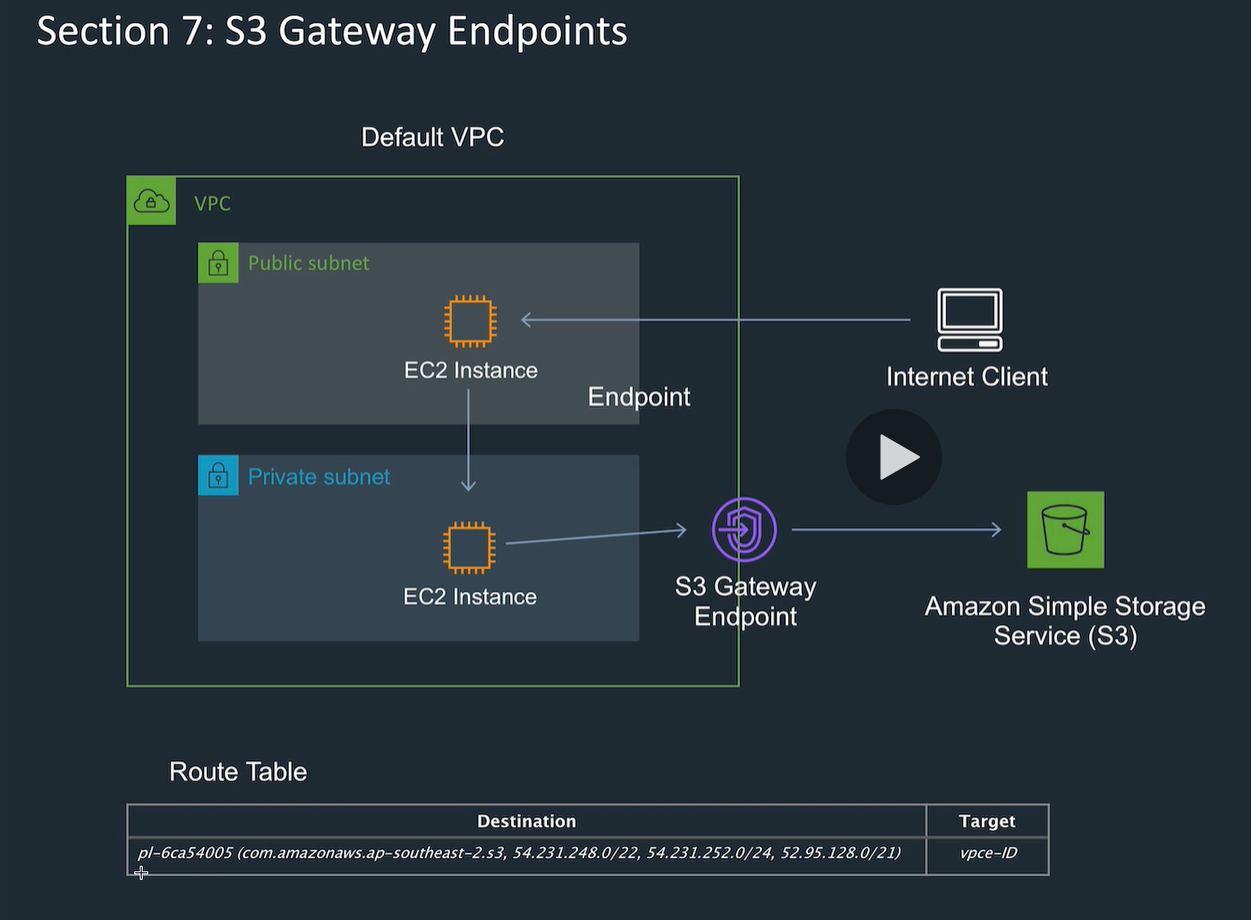 Section 7: S3 Gateway Endpoints
Default VPC
VPC
Public subnet
EC2 Instance
Internet Client
Endpoint
Private subnet
EC2 Instance
S3 Gateway
Endpoint
Amazon Simple Storage
Service (S3)
Route Table
Destination Target
pl-6ca54005 (com.amazonaws.ap-southeast-2.s3, 54.231.248.0/22, 54.231.252.0/24, 52.95.128.0/21) vpce-ID